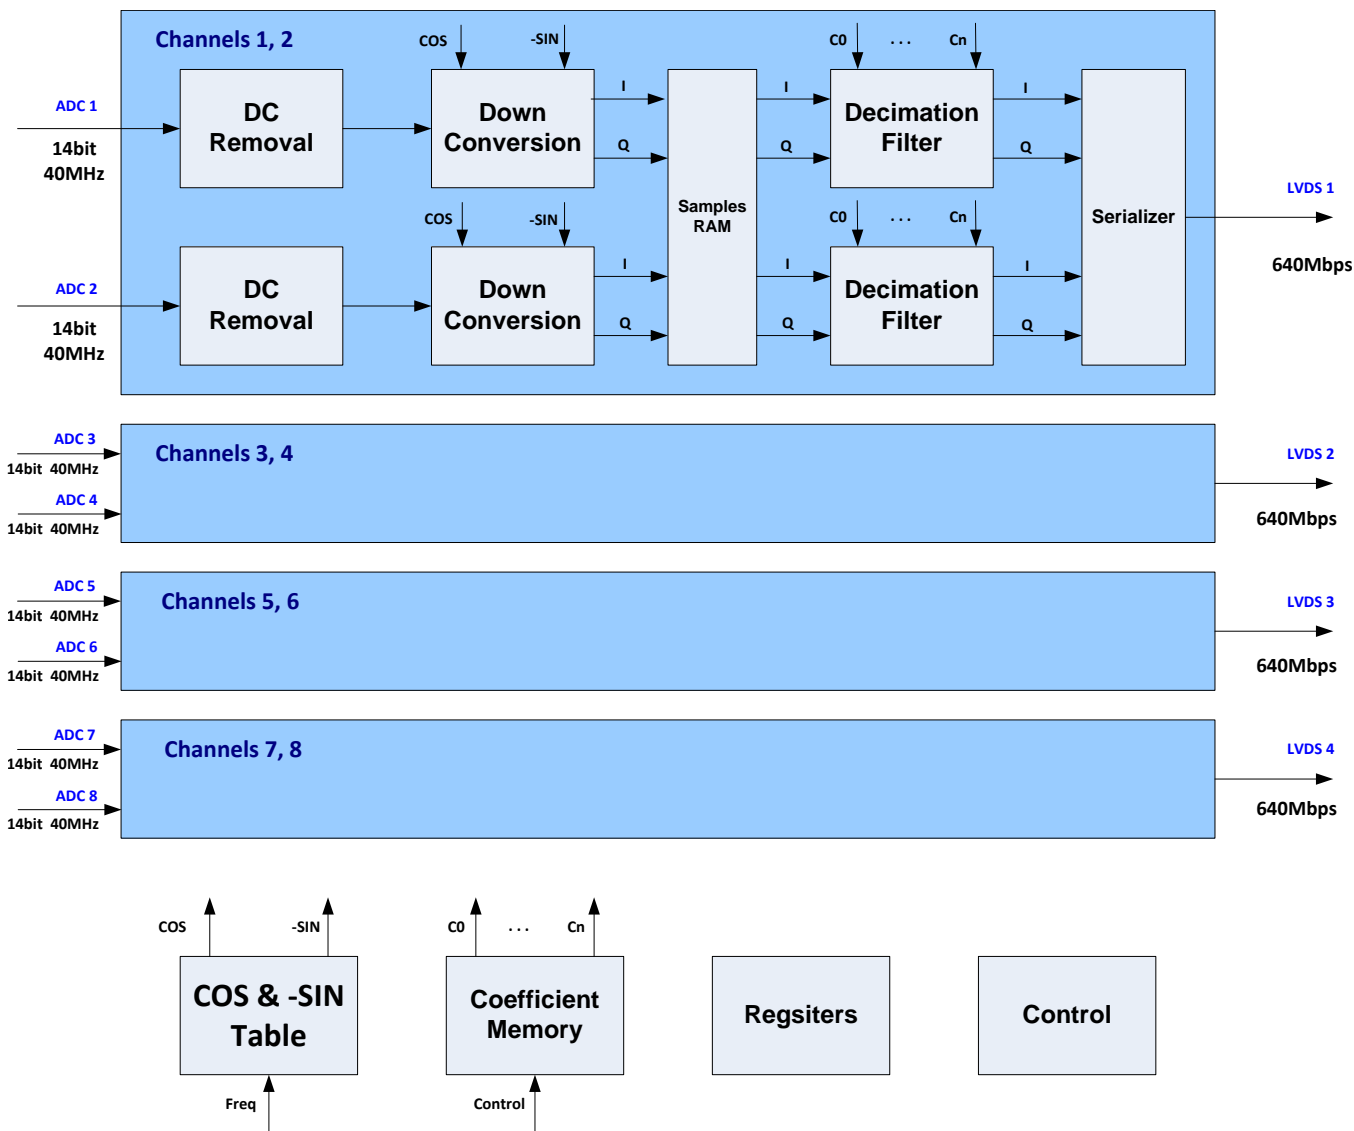 Channels 1, 2
COS
-SIN
C0
. . .
Cn
ADC 1
14bit
40MHz
DC
Removal
Down
Conversion
I
Q
I
Q
Decimation
Filter
I
Q
COS
-SIN
Samples
RAM
C0
. . .
Cn
Serializer
LVDS 1
640Mbps
ADC 2
14bit
40MHz
DC
Removal
Down
Conversion
I
Q
I
Q
Decimation
Filter
I
Q
ADC 3
14bit 40MHz
ADC 4
14bit 40MHz
Channels 3, 4
LVDS 2
640Mbps
ADC 5
14bit 40MHz
ADC 6
14bit 40MHz
Channels 5, 6
LVDS 3
640Mbps
ADC 7
14bit 40MHz
ADC 8
14bit 40MHz
Channels 7, 8
LVDS 4
640Mbps
COS
-SIN
C0
. . .
Cn
COS & -SIN
Table
Coefficient
Memory
Regsiters
Control
Freq
Control